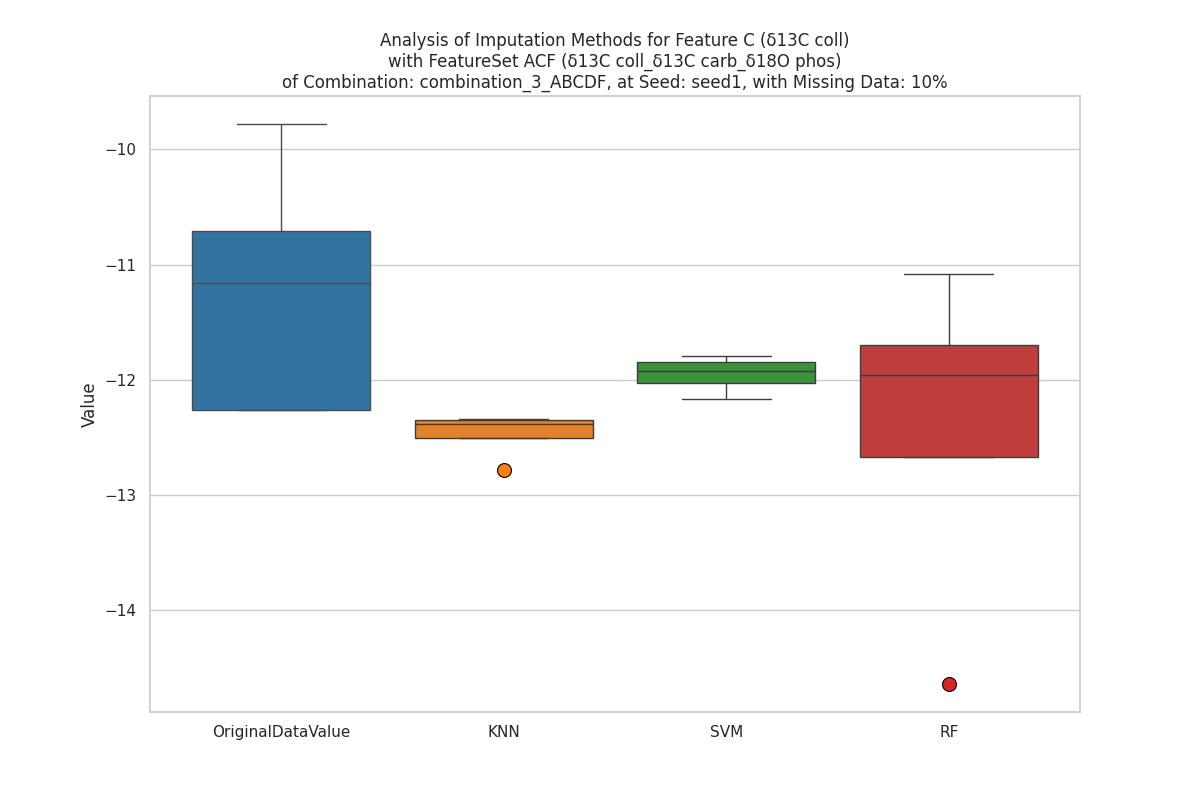 Analysis of Imputation Methods for Feature C (δ13C coll)
with FeatureSet ACF (δ13C coll_δ13C carb_δ18O phos)
of Combination: combination_3_ABCDF, at Seed: seed1, with Missing Data: 10%
Value
−10
−11
−12
−13
−14
OriginalDataValue
KNN
SVM
RF